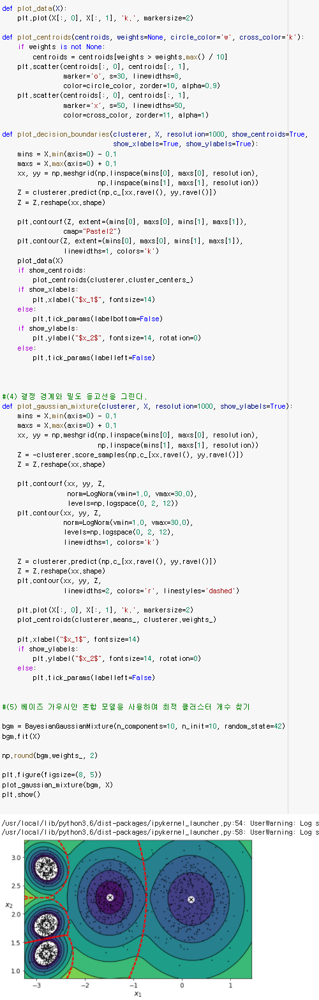 def plot_data(X):
    plt.plot(X[:, 0], X[:, 1], 'k.', markersize=2)
def plot_centroids(centroids, weights=None, circle_color='w', cross_color='k'):
    if weights is not None:
        centroids = centroids[weights > weights.max() / 10]
    plt.scatter(centroids[:, 0], centroids[:, 1],
                marker='o', s=30, linewidths=8,
                color=circle_color, zorder=10, alpha=0.9)
    plt.scatter(centroids[:, 0], centroids[:, 1],
                marker='x', s=50, linewidths=50,
                color=cross_color, zorder=11, alpha=1)
def plot_decision_boundaries(clusterer, X, resolution=1000, show_centroids=True,
                             show_xlabels=True, show_ylabels=True):
    mins = X.min(axis=0) - 0.1
    maxs = X.max(axis=0) + 0.1
    xx, yy = np.meshgrid(np.linspace(mins[0], maxs[0], resolution),
                         np.linspace(mins[1], maxs[1], resolution))
    Z = clusterer.predict(np.c_[xx.ravel(), yy.ravel()])
    Z = Z.reshape(xx.shape)
    plt.contourf(Z, extent=(mins[0], maxs[0], mins[1], maxs[1]),
                cmap="Pastel2")
    plt.contour(Z, extent=(mins[0], maxs[0], mins[1], maxs[1]),
                linewidths=1, colors='k')
    plot_data(X)
    if show_centroids:
        plot_centroids(clusterer.cluster_centers_)
    if show_xlabels:
        plt.xlabel("$x_1$", fontsize=14)
    else:
        plt.tick_params(labelbottom=False)
    if show_ylabels:
        plt.ylabel("$x_2$", fontsize=14, rotation=0)
    else:
        plt.tick_params(labelleft=False)
#(4) 결정 경계와 밀도 등고선을 그린다.
def plot_gaussian_mixture(clusterer, X, resolution=1000, show_ylabels=True):
    mins = X.min(axis=0) - 0.1
    maxs = X.max(axis=0) + 0.1
    xx, yy = np.meshgrid(np.linspace(mins[0], maxs[0], resolution),
                         np.linspace(mins[1], maxs[1], resolution))
    Z = -clusterer.score_samples(np.c_[xx.ravel(), yy.ravel()])
    Z = Z.reshape(xx.shape)
    plt.contourf(xx, yy, Z,
                 norm=LogNorm(vmin=1.0, vmax=30.0),
                 levels=np.logspace(0, 2, 12))
    plt.contour(xx, yy, Z,
                norm=LogNorm(vmin=1.0, vmax=30.0),
                levels=np.logspace(0, 2, 12),
                linewidths=1, colors='k')
    Z = clusterer.predict(np.c_[xx.ravel(), yy.ravel()])
    Z = Z.reshape(xx.shape)
    plt.contour(xx, yy, Z,
                linewidths=2, colors='r', linestyles='dashed')
    plt.plot(X[:, 0], X[:, 1], 'k.', markersize=2)
    plot_centroids(clusterer.means_, clusterer.weights_)
    plt.xlabel("$x_1$", fontsize=14)
    if show_ylabels:
        plt.ylabel("$x_2$", fontsize=14, rotation=0)
    else:
        plt.tick_params(labelleft=False)
#(5) 베이즈 가우시안 혼합 모델을 사용하여 최적 클러스터 개수 찾기
bgm = BayesianGaussianMixture(n_components=10, n_init=10, random_state=42)
bgm.fit(X)
np.round(bgm.weights_, 2)
plt.figure(figsize=(8, 5))
plot_gaussian_mixture(bgm, X)
plt.show()
/usr/local/lib/python3.6/dist-packages/ipykernel_launcher.py:54: UserWarning: Log s
/usr/local/lib/python3.6/dist-packages/ipykernel_launcher.py:58: UserWarning: Log s
3.0
2.5
x2
2.0
1.5
1.0
−3 −2 −1 0 1
x1